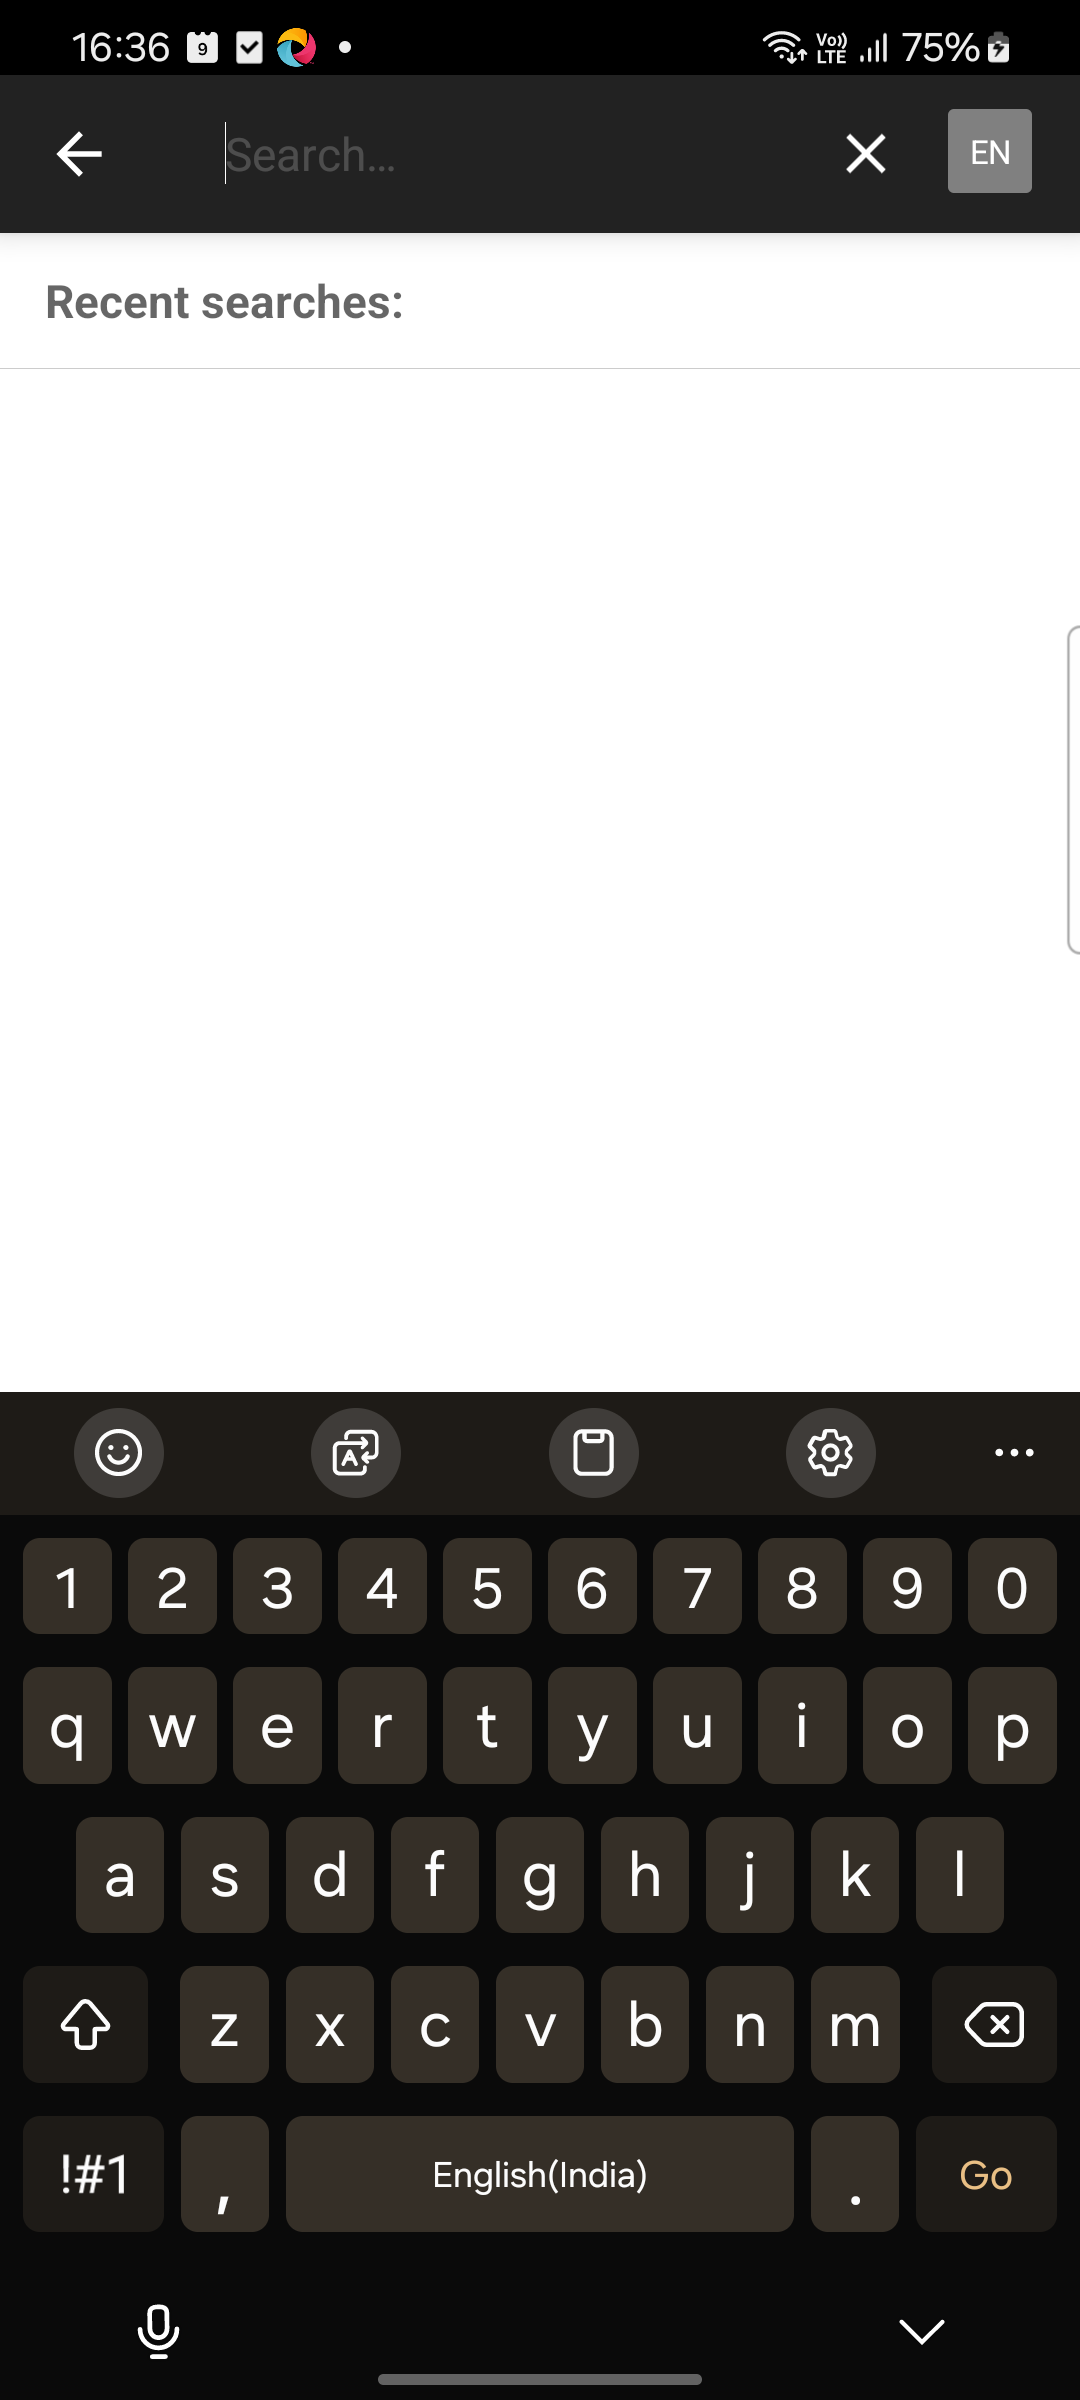 16:36 9 Vo)) LTE 75%
Search... EN
Recent searches:
A
1 2 3 4 5 6 7 8 9 0
q w e r t y u i o p
a s d f g h j k l
z x c v b n m
!#1 , English(India) . Go